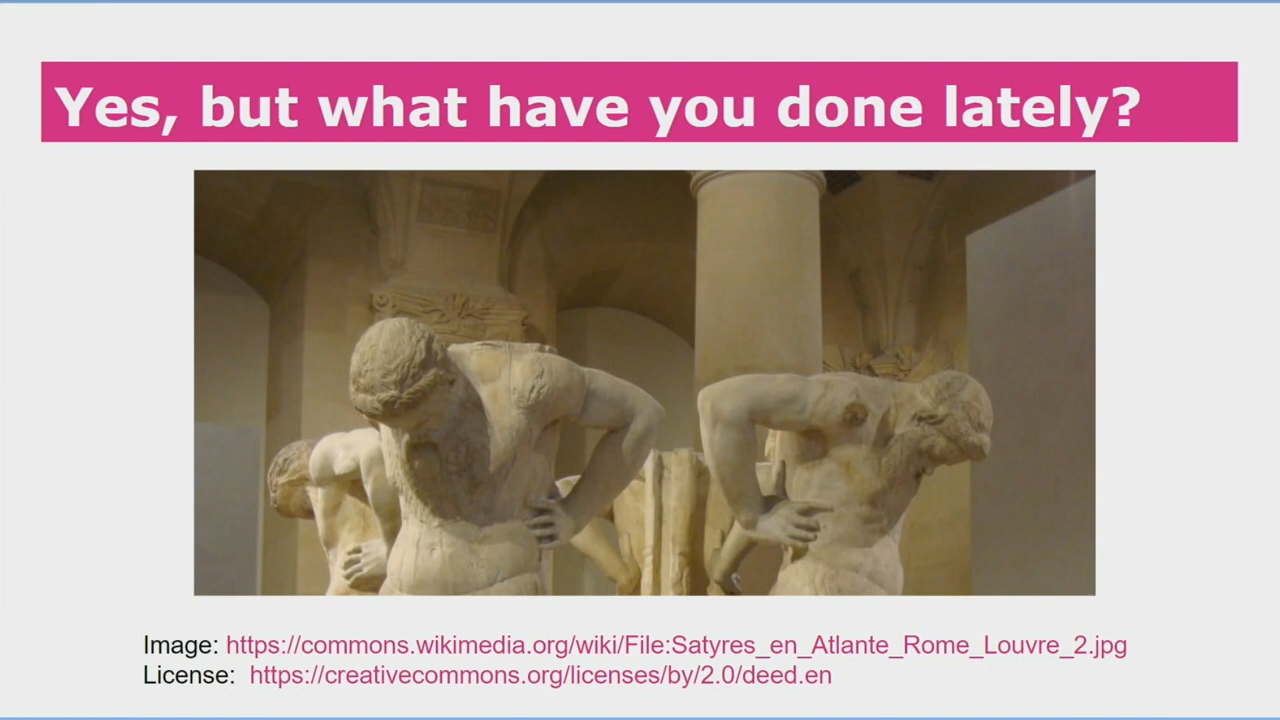 Yes, but what have you done lately?
Image: https://commons.wikimedia.org/wiki/File:Satyres_en_Atlante_Rome_Louvre_2.jpg
License: https://creativecommons.org/licenses/by/2.0/deed.en